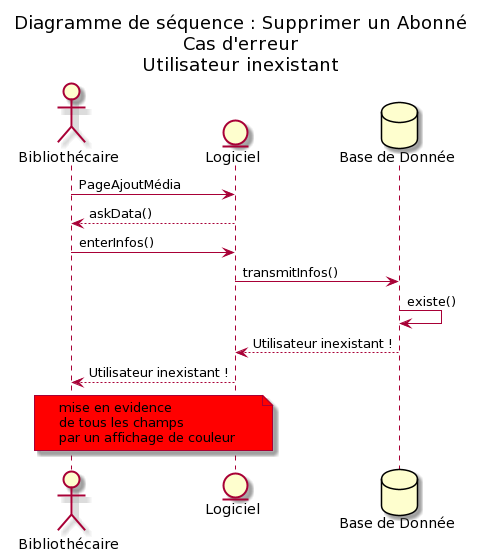 Diagramme de séquence : Supprimer un Abonné
Cas d'erreur
Utilisateur inexistant
Bibliothécaire
Logiciel
Base de Donnée
PageAjoutMédia
askData()
enterInfos()
transmitInfos()
existe()
Utilisateur inexistant !
Utilisateur inexistant !
mise en evidence
de tous les champs
par un affichage de couleur
Bibliothécaire
Logiciel
Base de Donnée